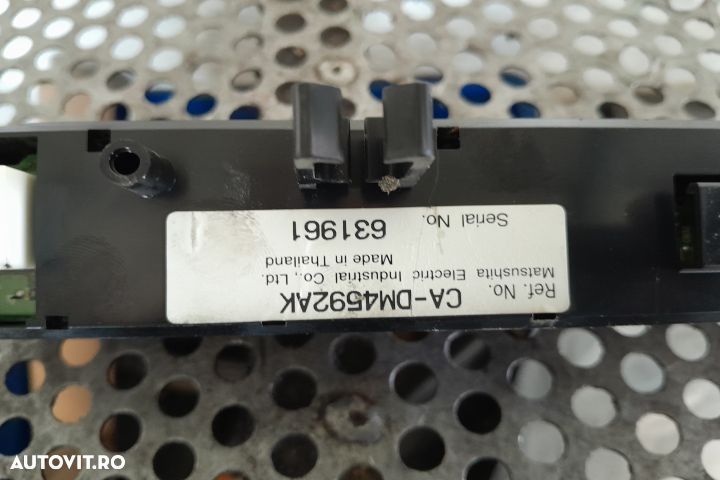 Ref. No. CA-DM4592AK
Matsushita Electric Industrial Co., Ltd.
Made in Thailand
Serial No. 631961
AUTOVIT.RO